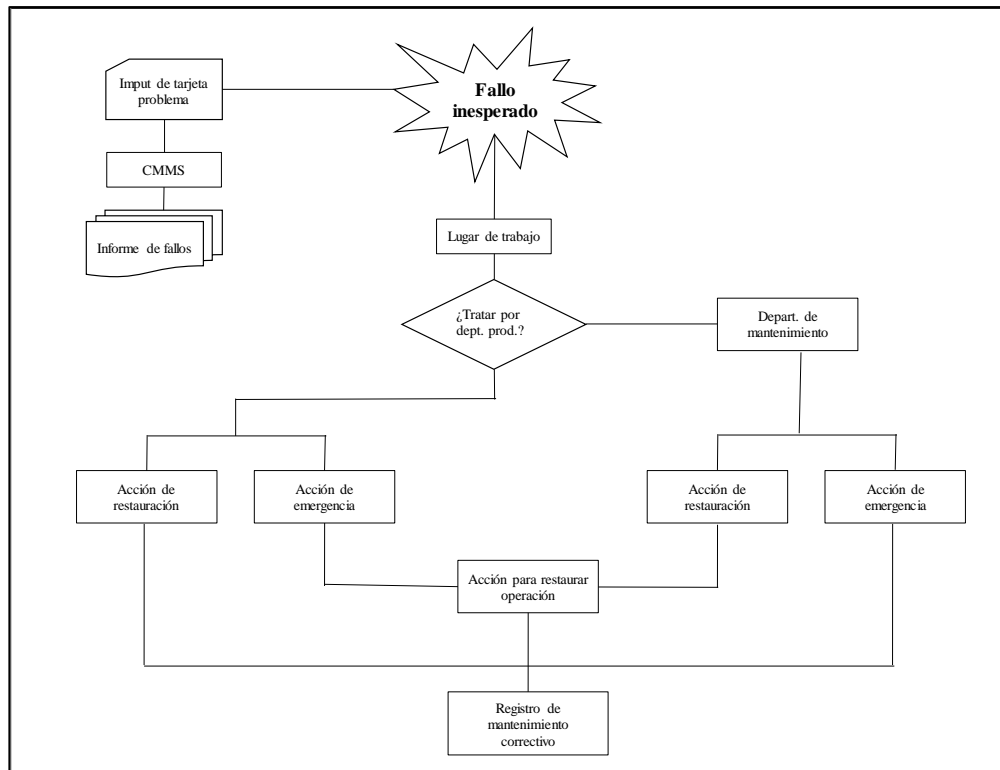 Fallo
inesperado
Imput de tarjeta
problema
CMMS
Informe de fallos
Lugar de trabajo
¿Tratar por
dept. prod.?
Depart. de
mantenimiento
Acción de
restauración
Acción de
emergencia
Acción de
restauración
Acción de
emergencia
Acción para restaurar
operación
Registro de
mantenimiento
correctivo